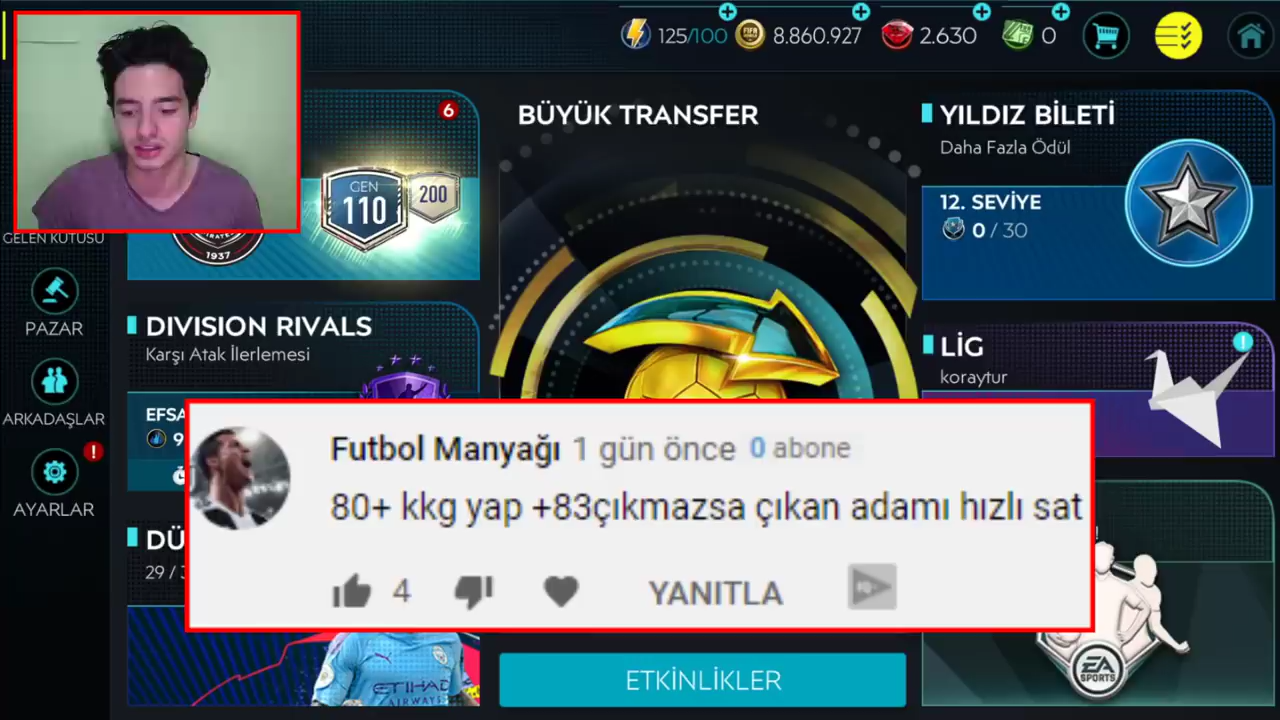 125/100
8.860.927
2.630
0
6
GEN
110
200
1937
GELEN KUTUSU
PAZAR
ARKADAŞLAR
!
AYARLAR
DIVISION RIVALS
Karşı Atak İlerlemesi
EFSA
9
DÜ
29 /
BÜYÜK TRANSFER
YILDIZ BİLETİ
Daha Fazla Ödül
12. SEVİYE
0 / 30
LİG
!
koraytur
Futbol Manyağı 1 gün önce 0 abone
80+ kkg yap +83çıkmazsa çıkan adamı hızlı sat
4
YANITLA
ETİHAD
AIRWAYS
ETKİNLİKLER
EA
SPORTS